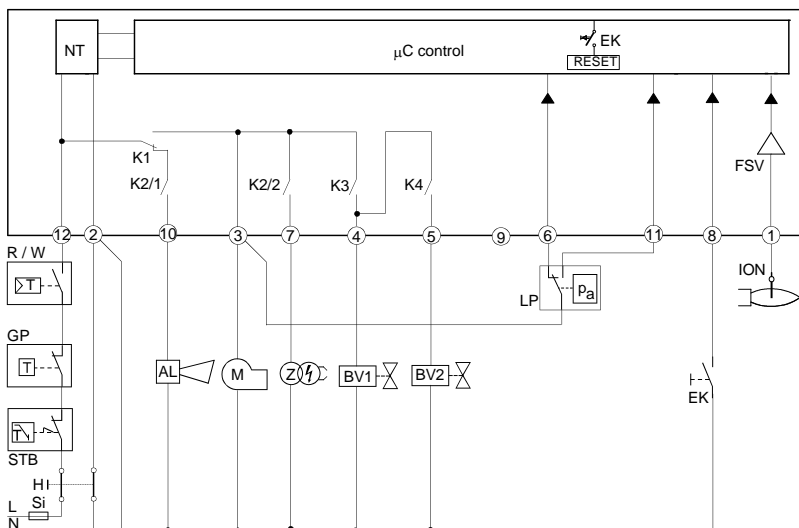 NT
μC control
EK
RESET
FSV
K1
K2/1
K2/2
K3
K4
12
2
10
3
7
4
5
9
6
11
8
1
R / W
T
GP
T
STB
T
AL
M
Z
BV1
BV2
LP
pa
ION
EK
H
Si
L
N